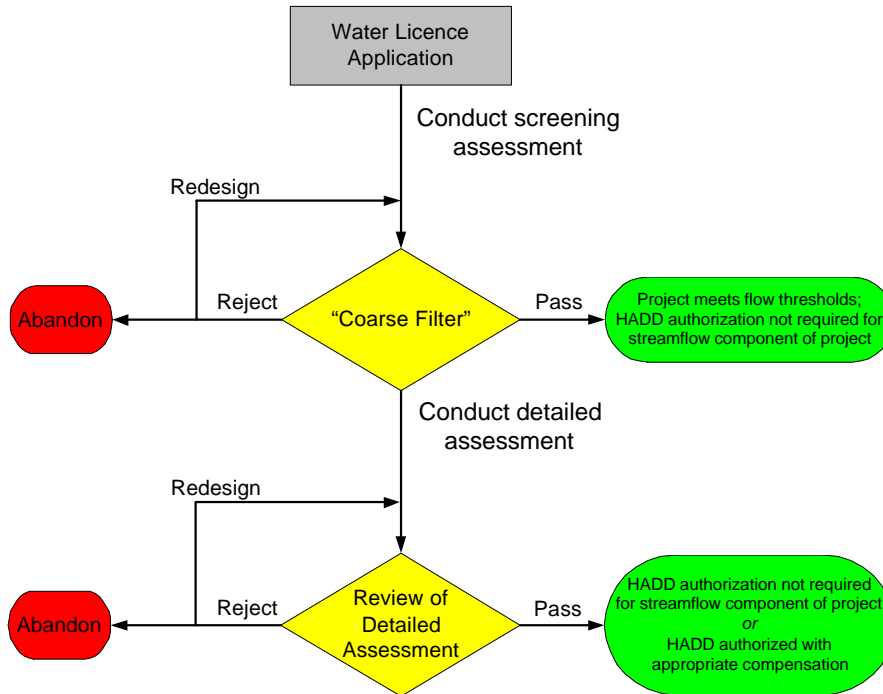 Water Licence
Application
Conduct screening
assessment
Redesign
Abandon
Reject
“Coarse Filter”
Pass
Project meets flow thresholds;
HADD authorization not required for
streamflow component of project
Conduct detailed
assessment
Redesign
Abandon
Reject
Review of
Detailed
Assessment
Pass
HADD authorization not required
for streamflow component of project
or
HADD authorized with
appropriate compensation